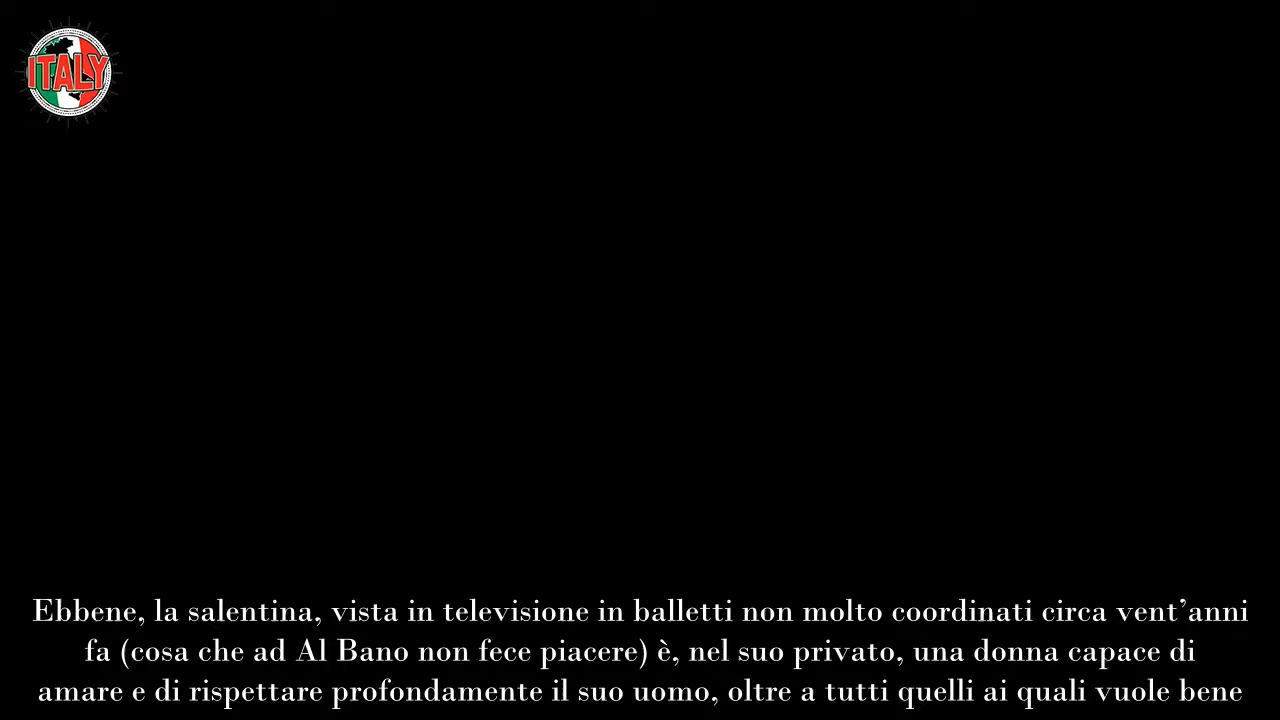 ITALY
Ebbene, la salentina, vista in televisione in balletti non molto coordinati circa vent’anni
fa (cosa che ad Al Bano non fece piacere) è, nel suo privato, una donna capace di
amare e di rispettare profondamente il suo uomo, oltre a tutti quelli ai quali vuole bene